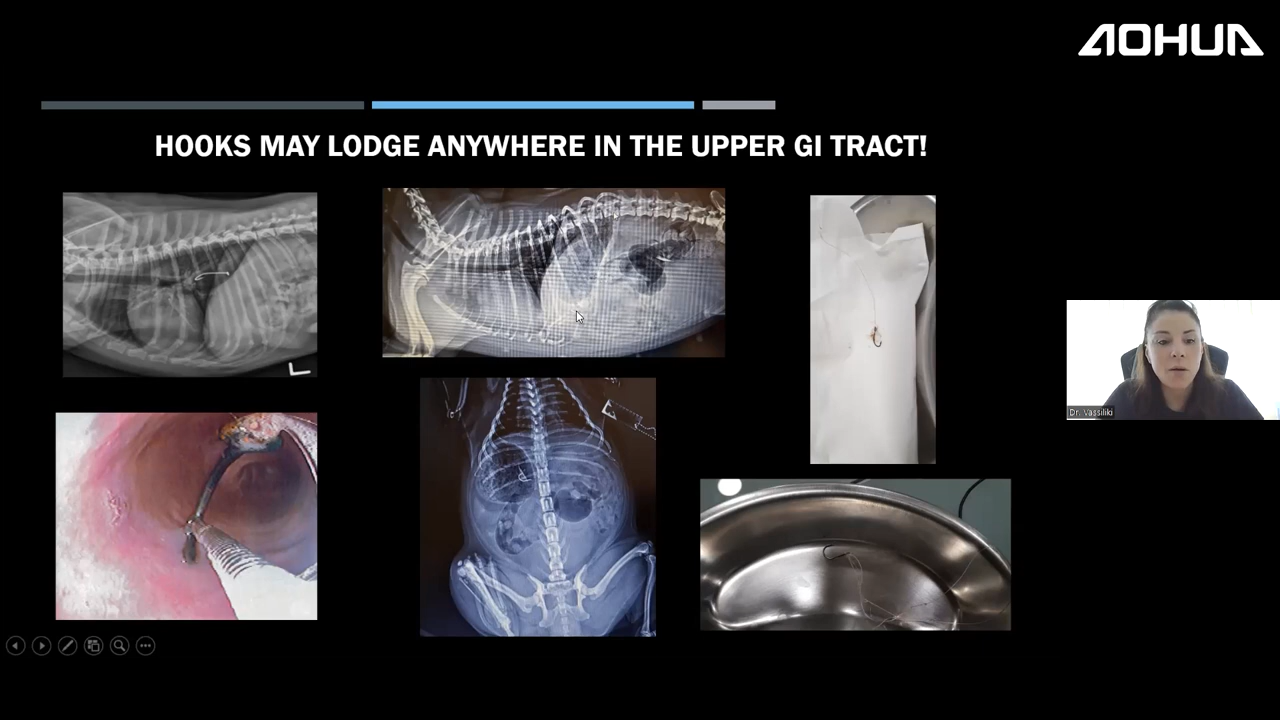 AOHUA
HOOKS MAY LODGE ANYWHERE IN THE UPPER GI TRACT!
L
Dr. Vassiliki